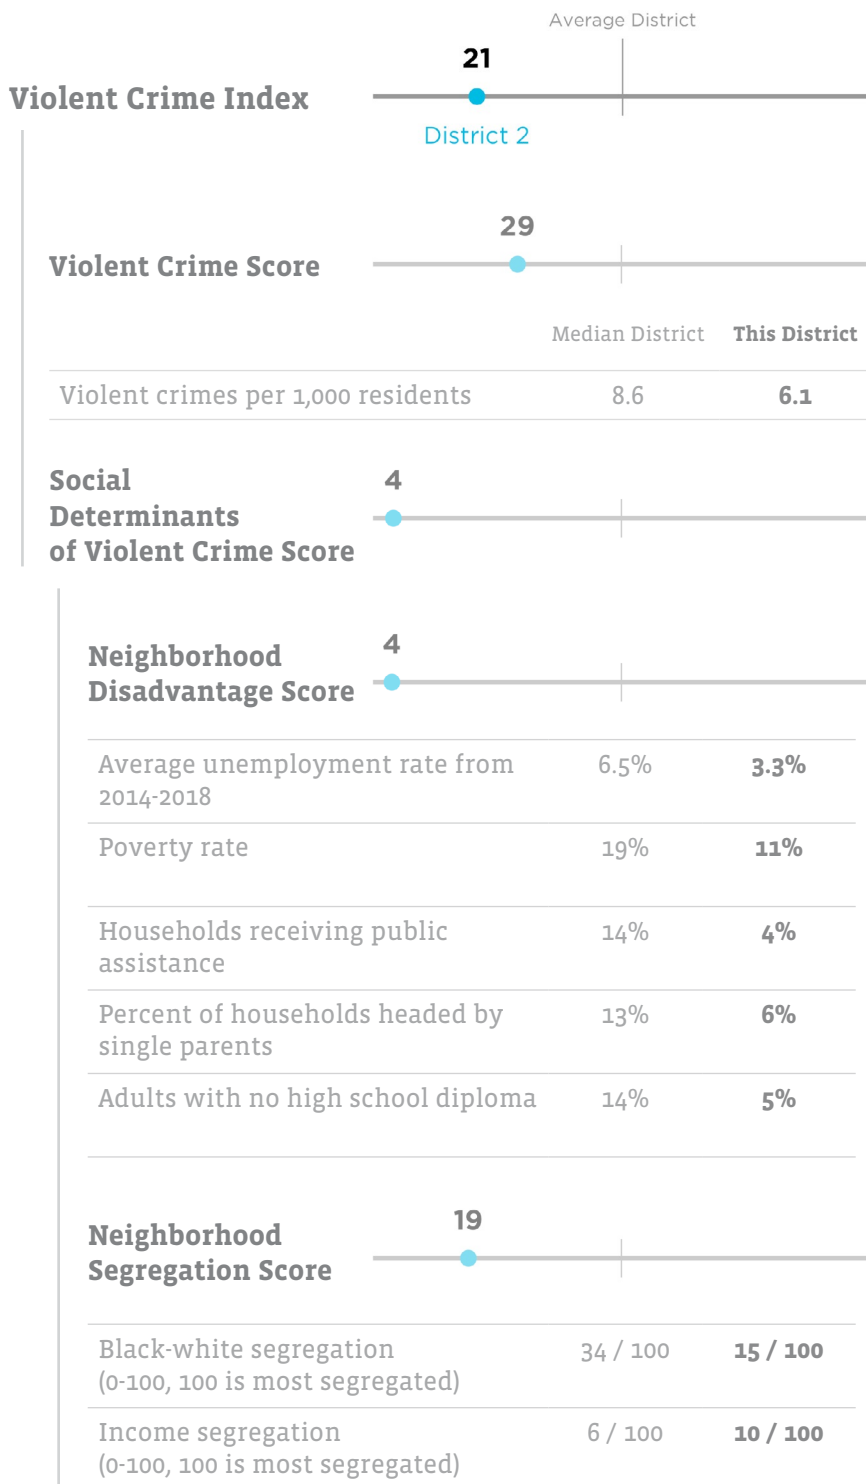 Average District
21
Violent Crime Index
District 2
29
Violent Crime Score
Median District This District
Violent crimes per 1,000 residents 8.6 6.1
Social
4
Determinants
of Violent Crime Score
4
Neighborhood
Disadvantage Score
Average unemployment rate from 6.5% 3.3%
2014-2018
Poverty rate 19% 11%
Households receiving public 14% 4%
assistance
Percent of households headed by 13% 6%
single parents
Adults with no high school diploma 14% 5%
19
Neighborhood
Segregation Score
Black-white segregation 34 / 100 15 / 100
(0-100, 100 is most segregated)
Income segregation 6 / 100 10 / 100
(0-100, 100 is most segregated)